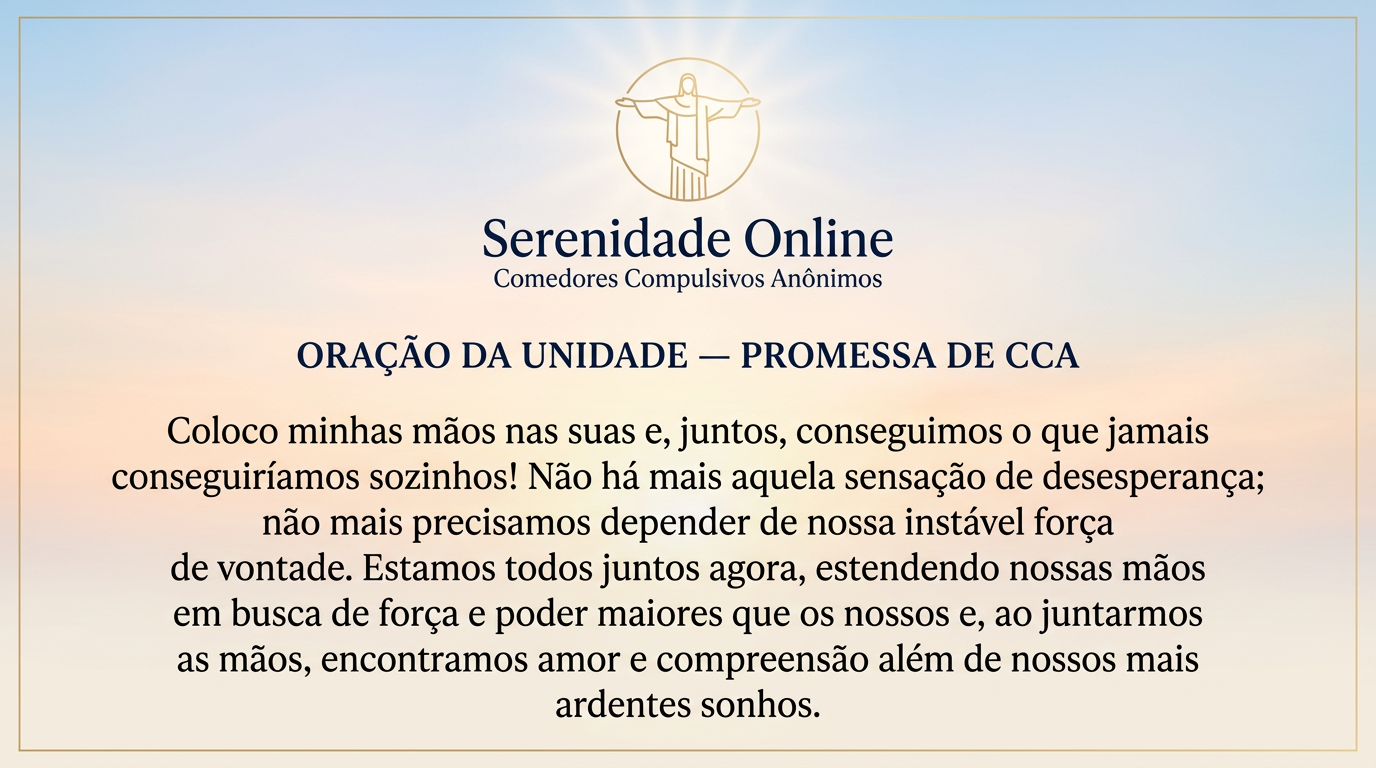 Serenidade Online
Comedores Compulsivos Anônimos
ORAÇÃO DA UNIDADE — PROMESSA DE CCA
Coloco minhas mãos nas suas e, juntos, conseguimos o que jamais
conseguiríamos sozinhos! Não há mais aquela sensação de desesperança;
não mais precisamos depender de nossa instável força
de vontade. Estamos todos juntos agora, estendendo nossas mãos
em busca de força e poder maiores que os nossos e, ao juntarmos
as mãos, encontramos amor e compreensão além de nossos mais
ardentes sonhos.